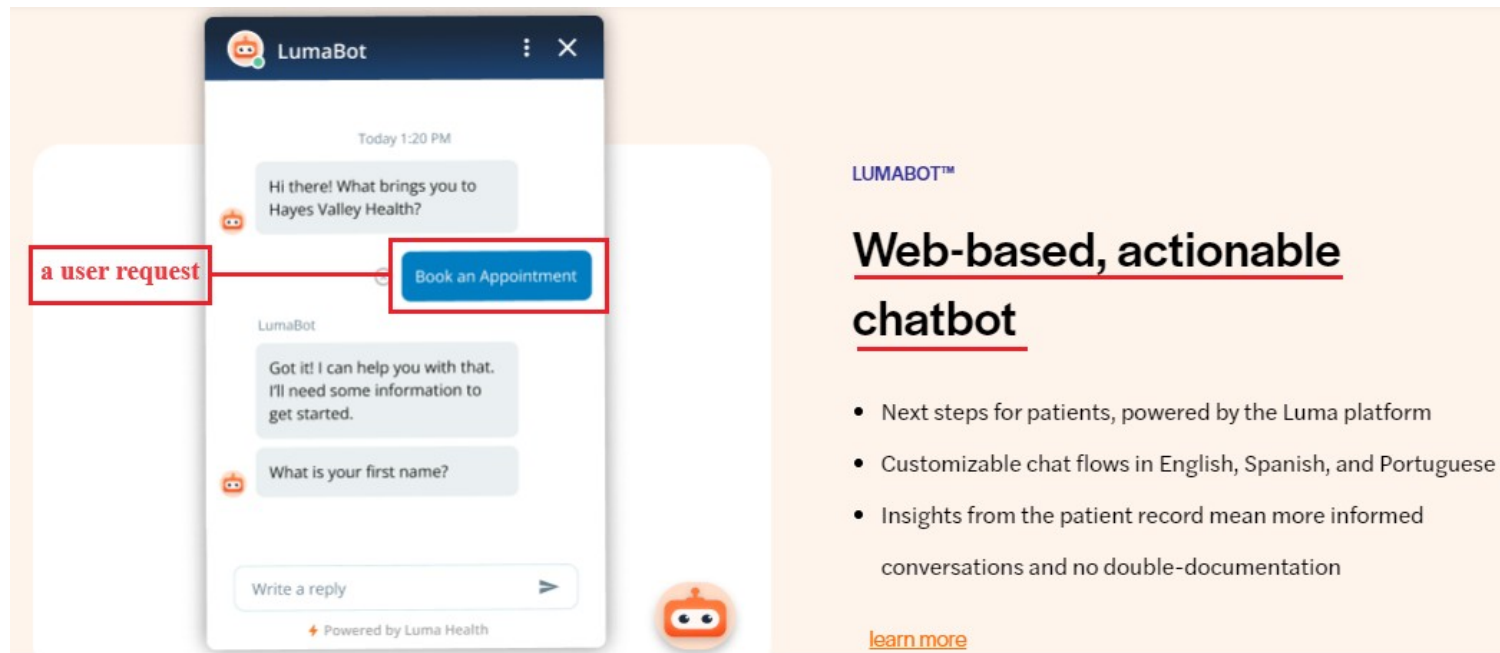 LumaBot
Today 1:20 PM
Hi there! What brings you to
Hayes Valley Health?
a user request
Book an Appointment
LumaBot
Got it! I can help you with that.
I'll need some information to
get started.
What is your first name?
Write a reply
Powered by Luma Health
LUMABOT™
Web-based, actionable
chatbot
• Next steps for patients, powered by the Luma platform
• Customizable chat flows in English, Spanish, and Portuguese
• Insights from the patient record mean more informed
conversations and no double-documentation
learn more